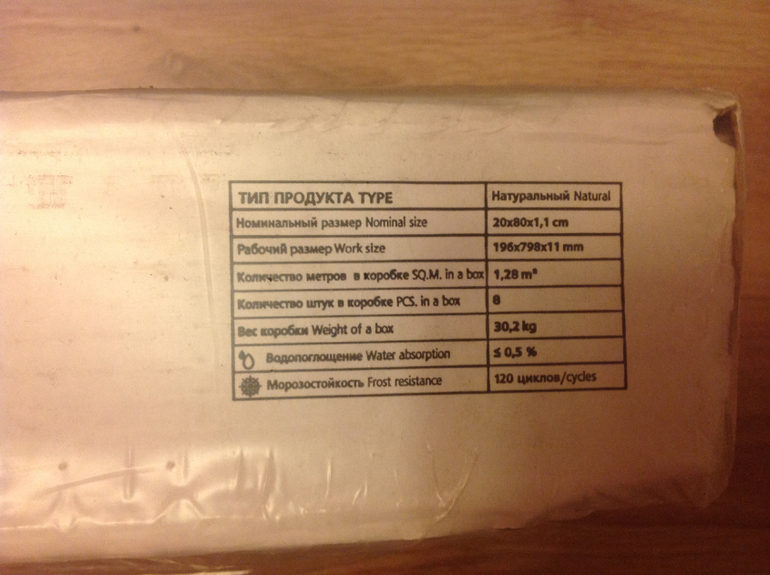 ТИП ПРОДУКТА TYPE Натуральный Natural
Номинальный размер Nominal size 20x80x1,1 cm
Рабочий размер Work size 196x798x11 mm
Количество метров в коробке SQ.M. in a box 1,28 m²
Количество штук в коробке PCS. in a box 8
Вес коробки Weight of a box 30,2 kg
Водопоглощение Water absorption ≤ 0,5 %
Морозостойкость Frost resistance 120 циклов/cycles